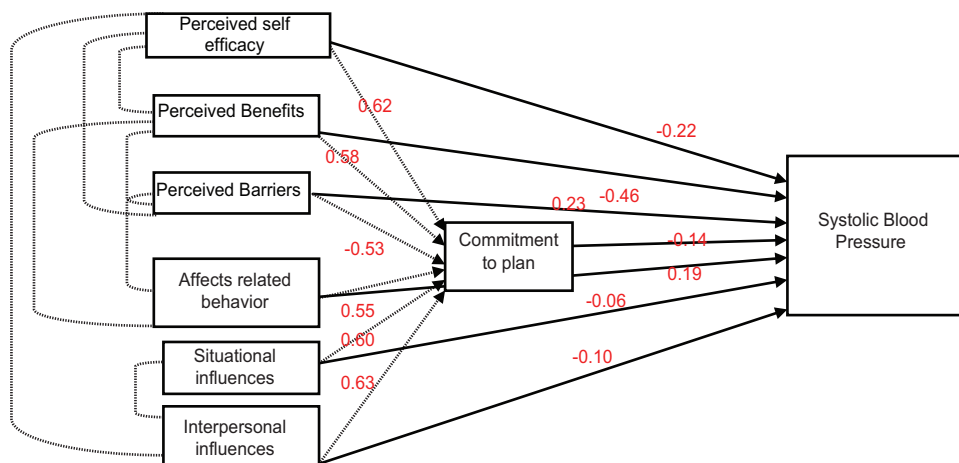 Perceived self
efficacy
0.62
-0.22
Perceived Benefits
0.58
-0.46
Perceived Barriers
0.23
Systolic Blood
Pressure
Commitment
to plan
-0.14
-0.53
0.19
Affects related
behavior
0.55
-0.06
0.60
Situational
influences
-0.10
0.63
Interpersonal
influences